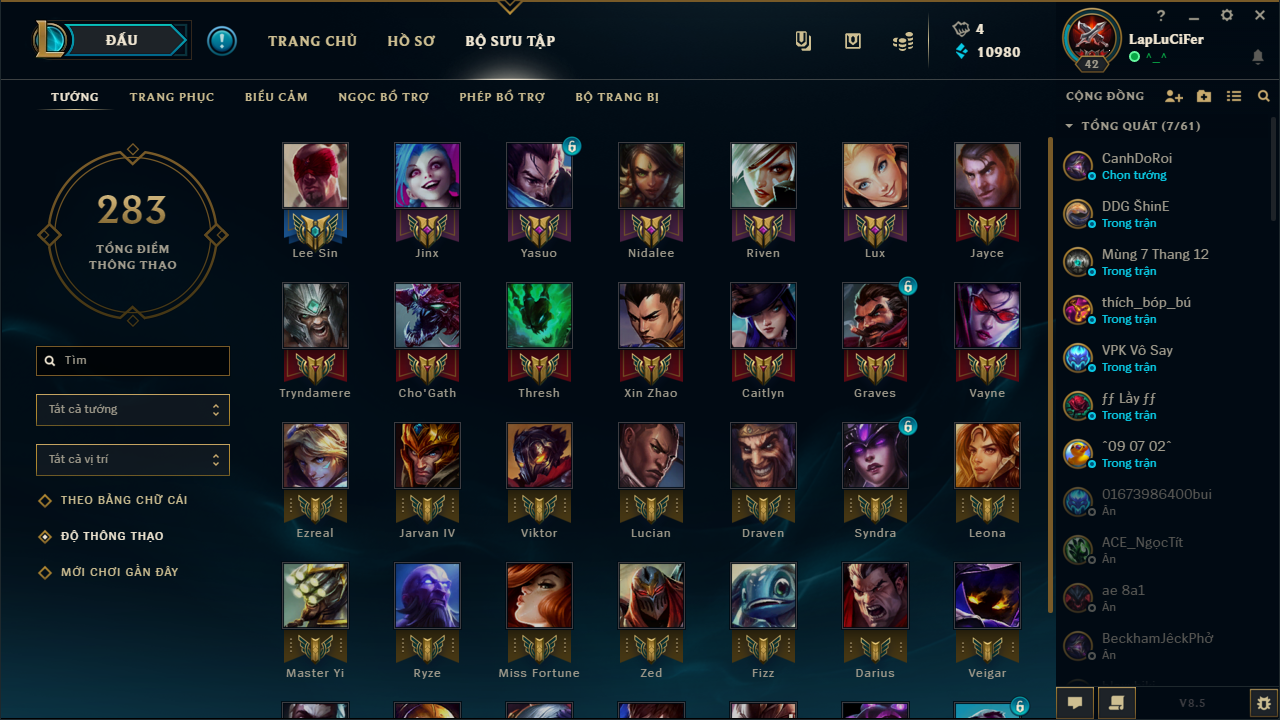 ĐẤU
TRANG CHỦ
HỒ SƠ
BỘ SƯU TẬP
4
10980
42
LapLuCiFer
^_^
TƯỚNG
TRANG PHỤC
BIỂU CẢM
NGỌC BỔ TRỢ
PHÉP BỔ TRỢ
BỘ TRANG BỊ
283
TỔNG ĐIỂM
THÔNG THẠO
Tìm
Tất cả tướng
Tất cả vị trí
THEO BẢNG CHỮ CÁI
ĐỘ THÔNG THẠO
MỚI CHƠI GẦN ĐÂY
Lee Sin
Jinx
Yasuo
Nidalee
Riven
Lux
Jayce
Tryndamere
Cho'Gath
Thresh
Xin Zhao
Caitlyn
Graves
Vayne
Ezreal
Jarvan IV
Viktor
Lucian
Draven
Syndra
Leona
Master Yi
Ryze
Miss Fortune
Zed
Fizz
Darius
Veigar
CỘNG ĐỒNG
TỔNG QUÁT (7/61)
CanhDoRoi
Chọn tướng
DDG ŠhinE
Trong trận
Mùng 7 Thang 12
Trong trận
thích_bóp_bú
Trong trận
VPK Vô Say
Trong trận
ƒƒ Lầy ƒƒ
Trong trận
ˆ09 07 02ˆ
Trong trận
01673986400bui
Ẩn
ACE_NgọcTít
Ẩn
ae 8a1
Ẩn
BeckhamJêckPhở
Ẩn
V8.5